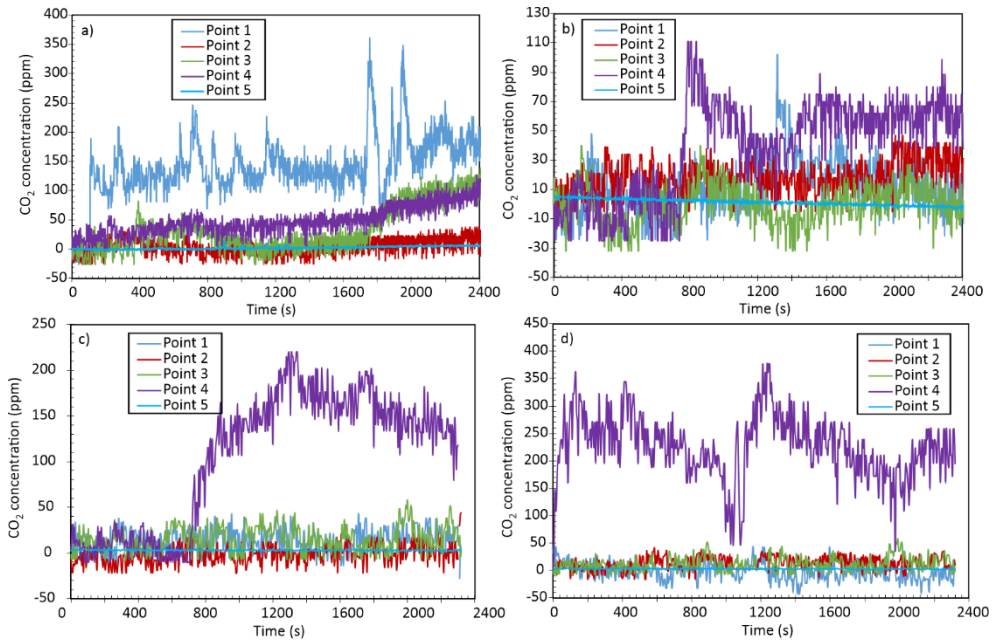 a)
CO2 concentration (ppm)
400
350
300
250
200
150
100
50
0
-50
Point 1
Point 2
Point 3
Point 4
Point 5
0 400 800 1200 1600 2000 2400
Time (s)
b)
CO2 concentration (ppm)
130
110
90
70
50
30
10
-10
-30
-50
Point 1
Point 2
Point 3
Point 4
Point 5
0 400 800 1200 1600 2000 2400
Time (s)
c)
CO2 concentration (ppm)
250
200
150
100
50
0
-50
Point 1
Point 2
Point 3
Point 4
Point 5
0 400 800 1200 1600 2000 2400
Time (s)
d)
CO2 concentration (ppm)
450
400
350
300
250
200
150
100
50
0
-50
Point 1
Point 2
Point 3
Point 4
Point 5
0 400 800 1200 1600 2000 2400
Time (s)